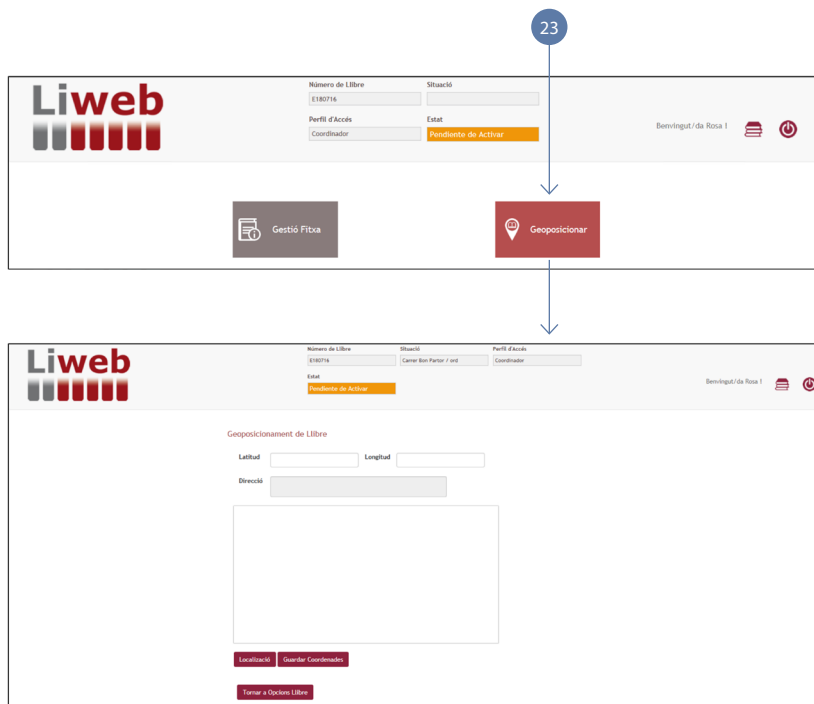 23
Liweb
Número de Llibre Situació
E180716
Perfil d'Accés Estat
Coordinador Pendiente de Activar
Benvingut/da Rosa !
Gestió Fitxa Geoposicionar
Liweb
Número de Llibre Situació Perfil d'Accés
E180716 Carrer Bon Partor / ord Coordinador
Estat
Pendiente de Activar
Benvingut/da Rosa !
Geoposicionament de Llibre
Latitud Longitud
Direcció
Localizació Guardar Coordenades
Tornar a Opcions Llibre